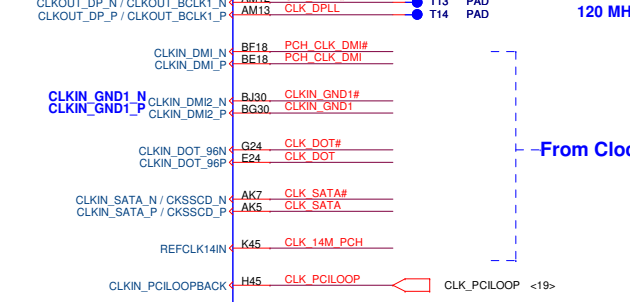 CLKOUT_DP_N / CLKOUT_BCLK1_N T13 PAD
CLKOUT_DP_P / CLKOUT_BCLK1_P AM13 CLK_DPLL T14 PAD
120 MH
CLKIN_DMI_N BF18 PCH_CLK_DMI#
CLKIN_DMI_P BE18 PCH_CLK_DMI
CLKIN_GND1_N CLKIN_DMI2_N BJ30 CLKIN_GND1#
CLKIN_GND1_P CLKIN_DMI2_P BG30 CLKIN_GND1
CLKIN_DOT_96N G24 CLK_DOT#
CLKIN_DOT_96P E24 CLK_DOT
From Cloc
CLKIN_SATA_N / CKSSCD_N AK7 CLK_SATA#
CLKIN_SATA_P / CKSSCD_P AK5 CLK_SATA
REFCLK14IN K45 CLK_14M_PCH
CLKIN_PCILOOPBACK H45 CLK_PCILOOP CLK_PCILOOP <19>